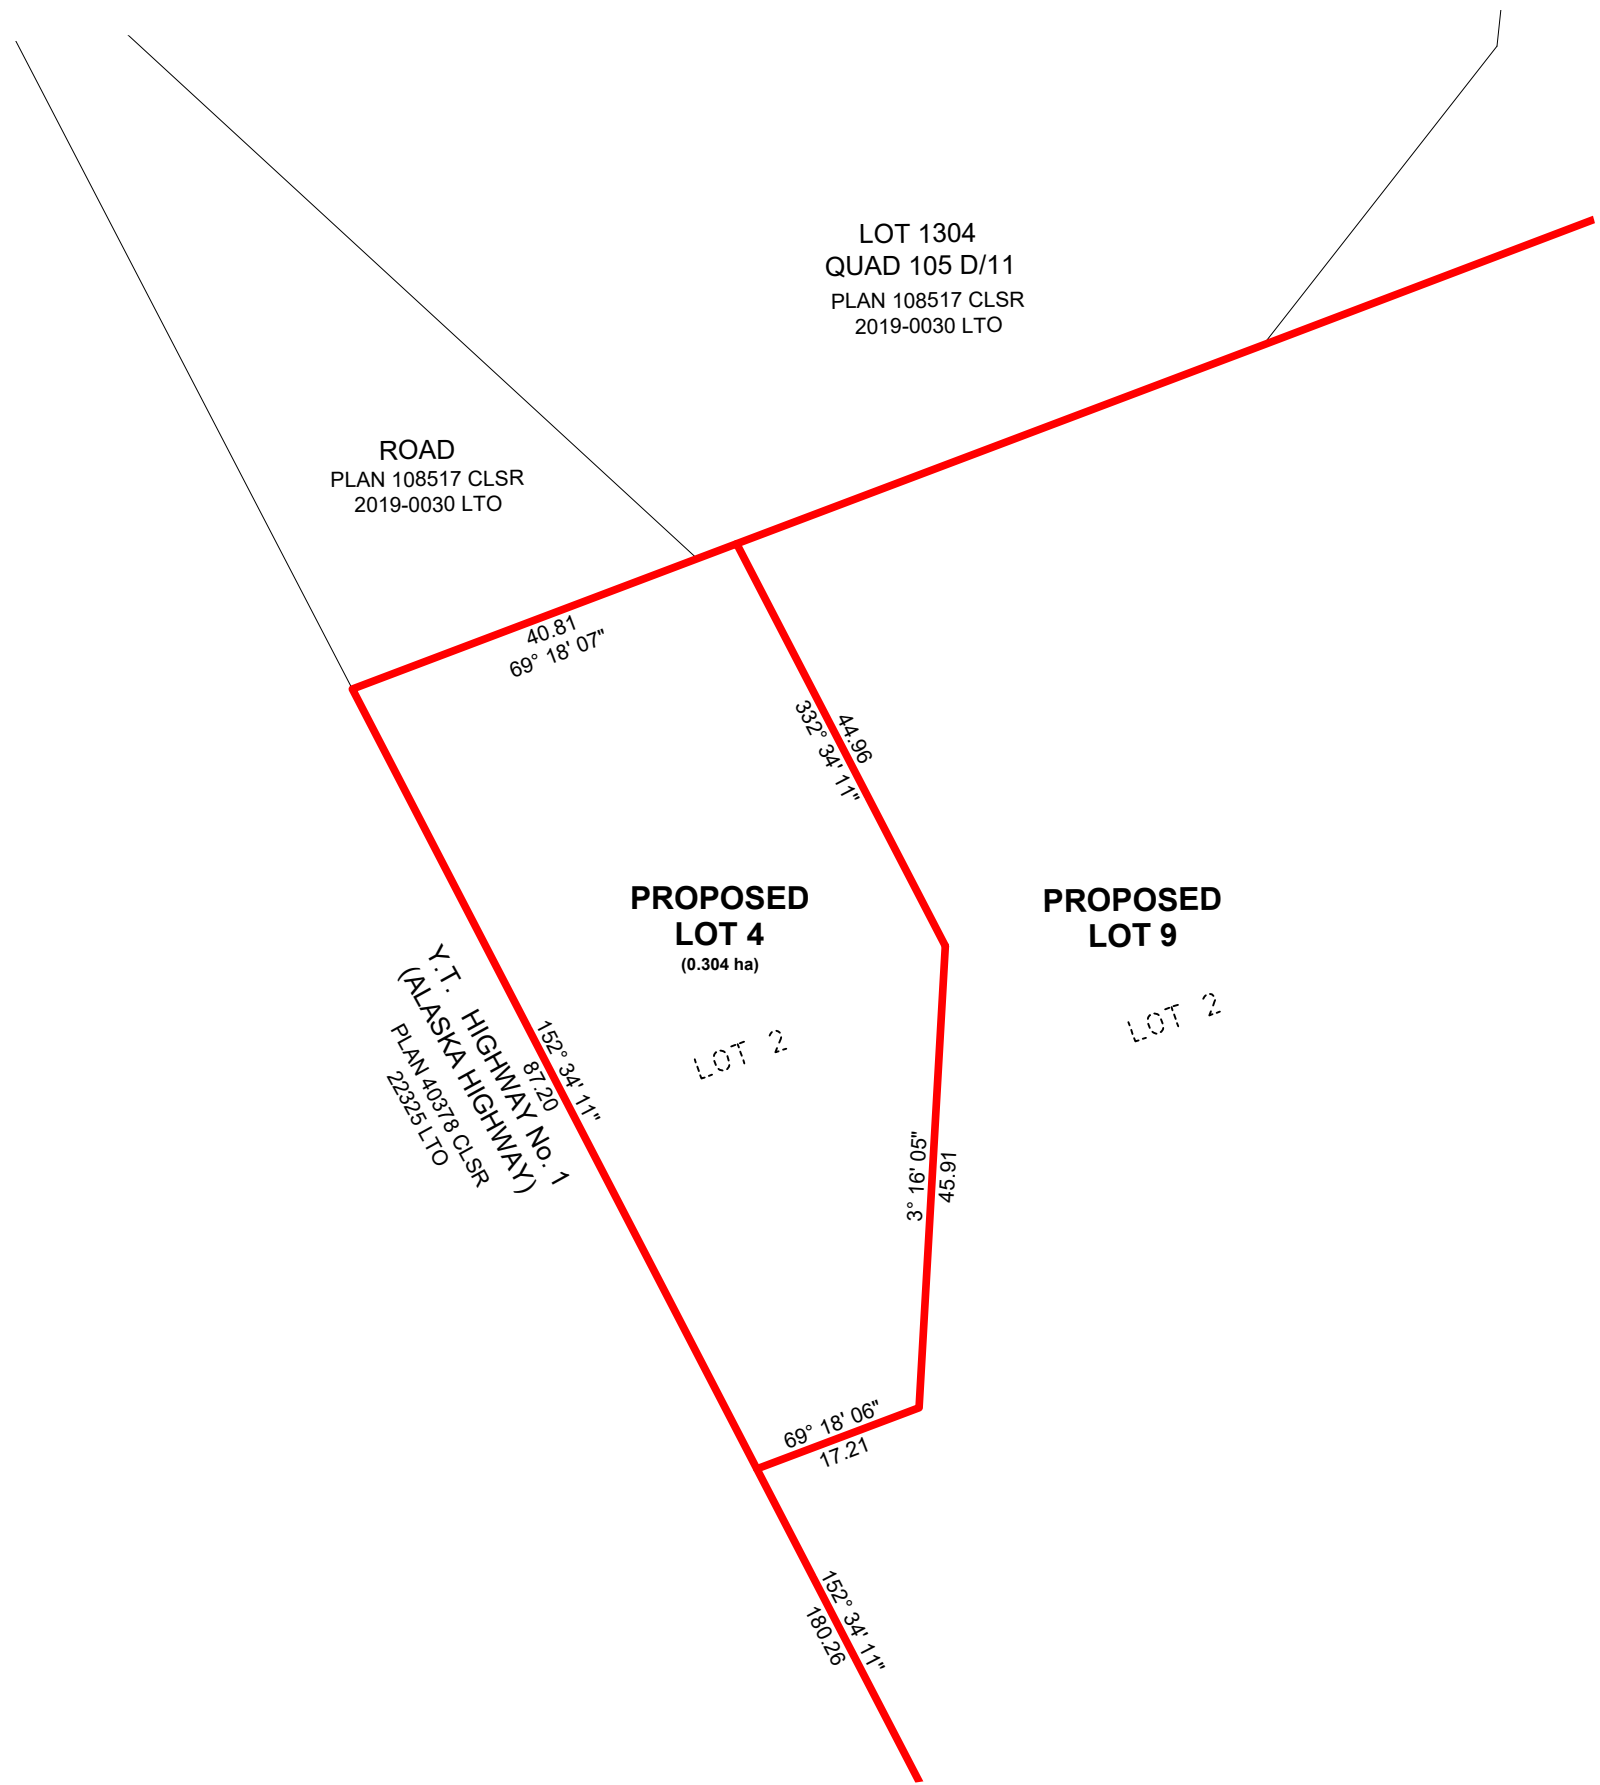 LOT 1304
QUAD 105 D/11
PLAN 108517 CLSR
2019-0030 LTO
ROAD
PLAN 108517 CLSR
2019-0030 LTO
40.81
69° 18' 07"
44.96
332° 34' 11"
PROPOSED
LOT 4
(0.304 ha)
PROPOSED
LOT 9
LOT 2
LOT 2
Y.T. HIGHWAY No. 1
(ALASKA HIGHWAY)
PLAN 40378 CLSR
22325 LTO
152° 34' 11"
87.20
3° 16' 05"
45.91
69° 18' 06"
17.21
152° 34' 11"
180.26